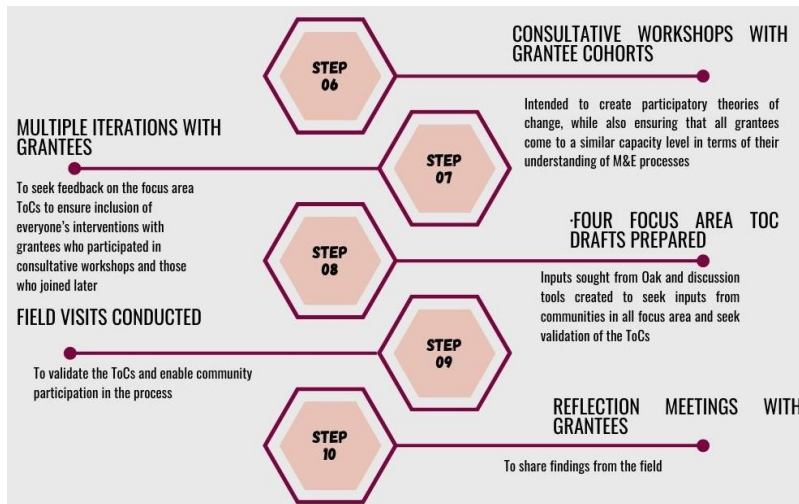 STEP
06
CONSULTATIVE WORKSHOPS WITH
GRANTEE COHORTS
Intended to create participatory theories of
change, while also ensuring that all grantees
come to a similar capacity level in terms of their
understanding of M&E processes
STEP
07
MULTIPLE ITERATIONS WITH
GRANTEES
To seek feedback on the focus area
ToCs to ensure inclusion of
everyone's interventions with
grantees who participated in
consultative workshops and those
who joined later
STEP
08
·FOUR FOCUS AREA TOC
DRAFTS PREPARED
Inputs sought from Oak and discussion
tools created to seek inputs from
communities in all focus area and seek
validation of the ToCs
STEP
09
FIELD VISITS CONDUCTED
To validate the ToCs and enable community
participation in the process
STEP
10
REFLECTION MEETINGS WITH
GRANTEES
To share findings from the field